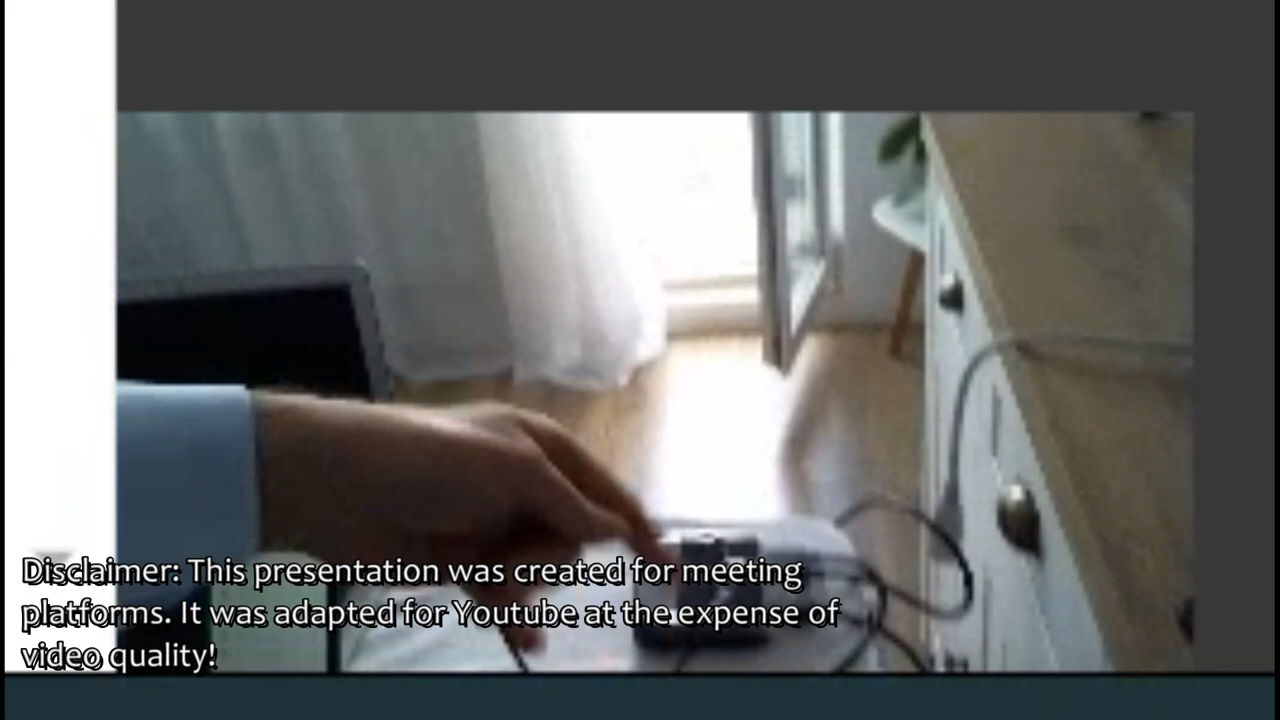 Disclaimer: This presentation was created for meeting
platforms. It was adapted for Youtube at the expense of
video quality!